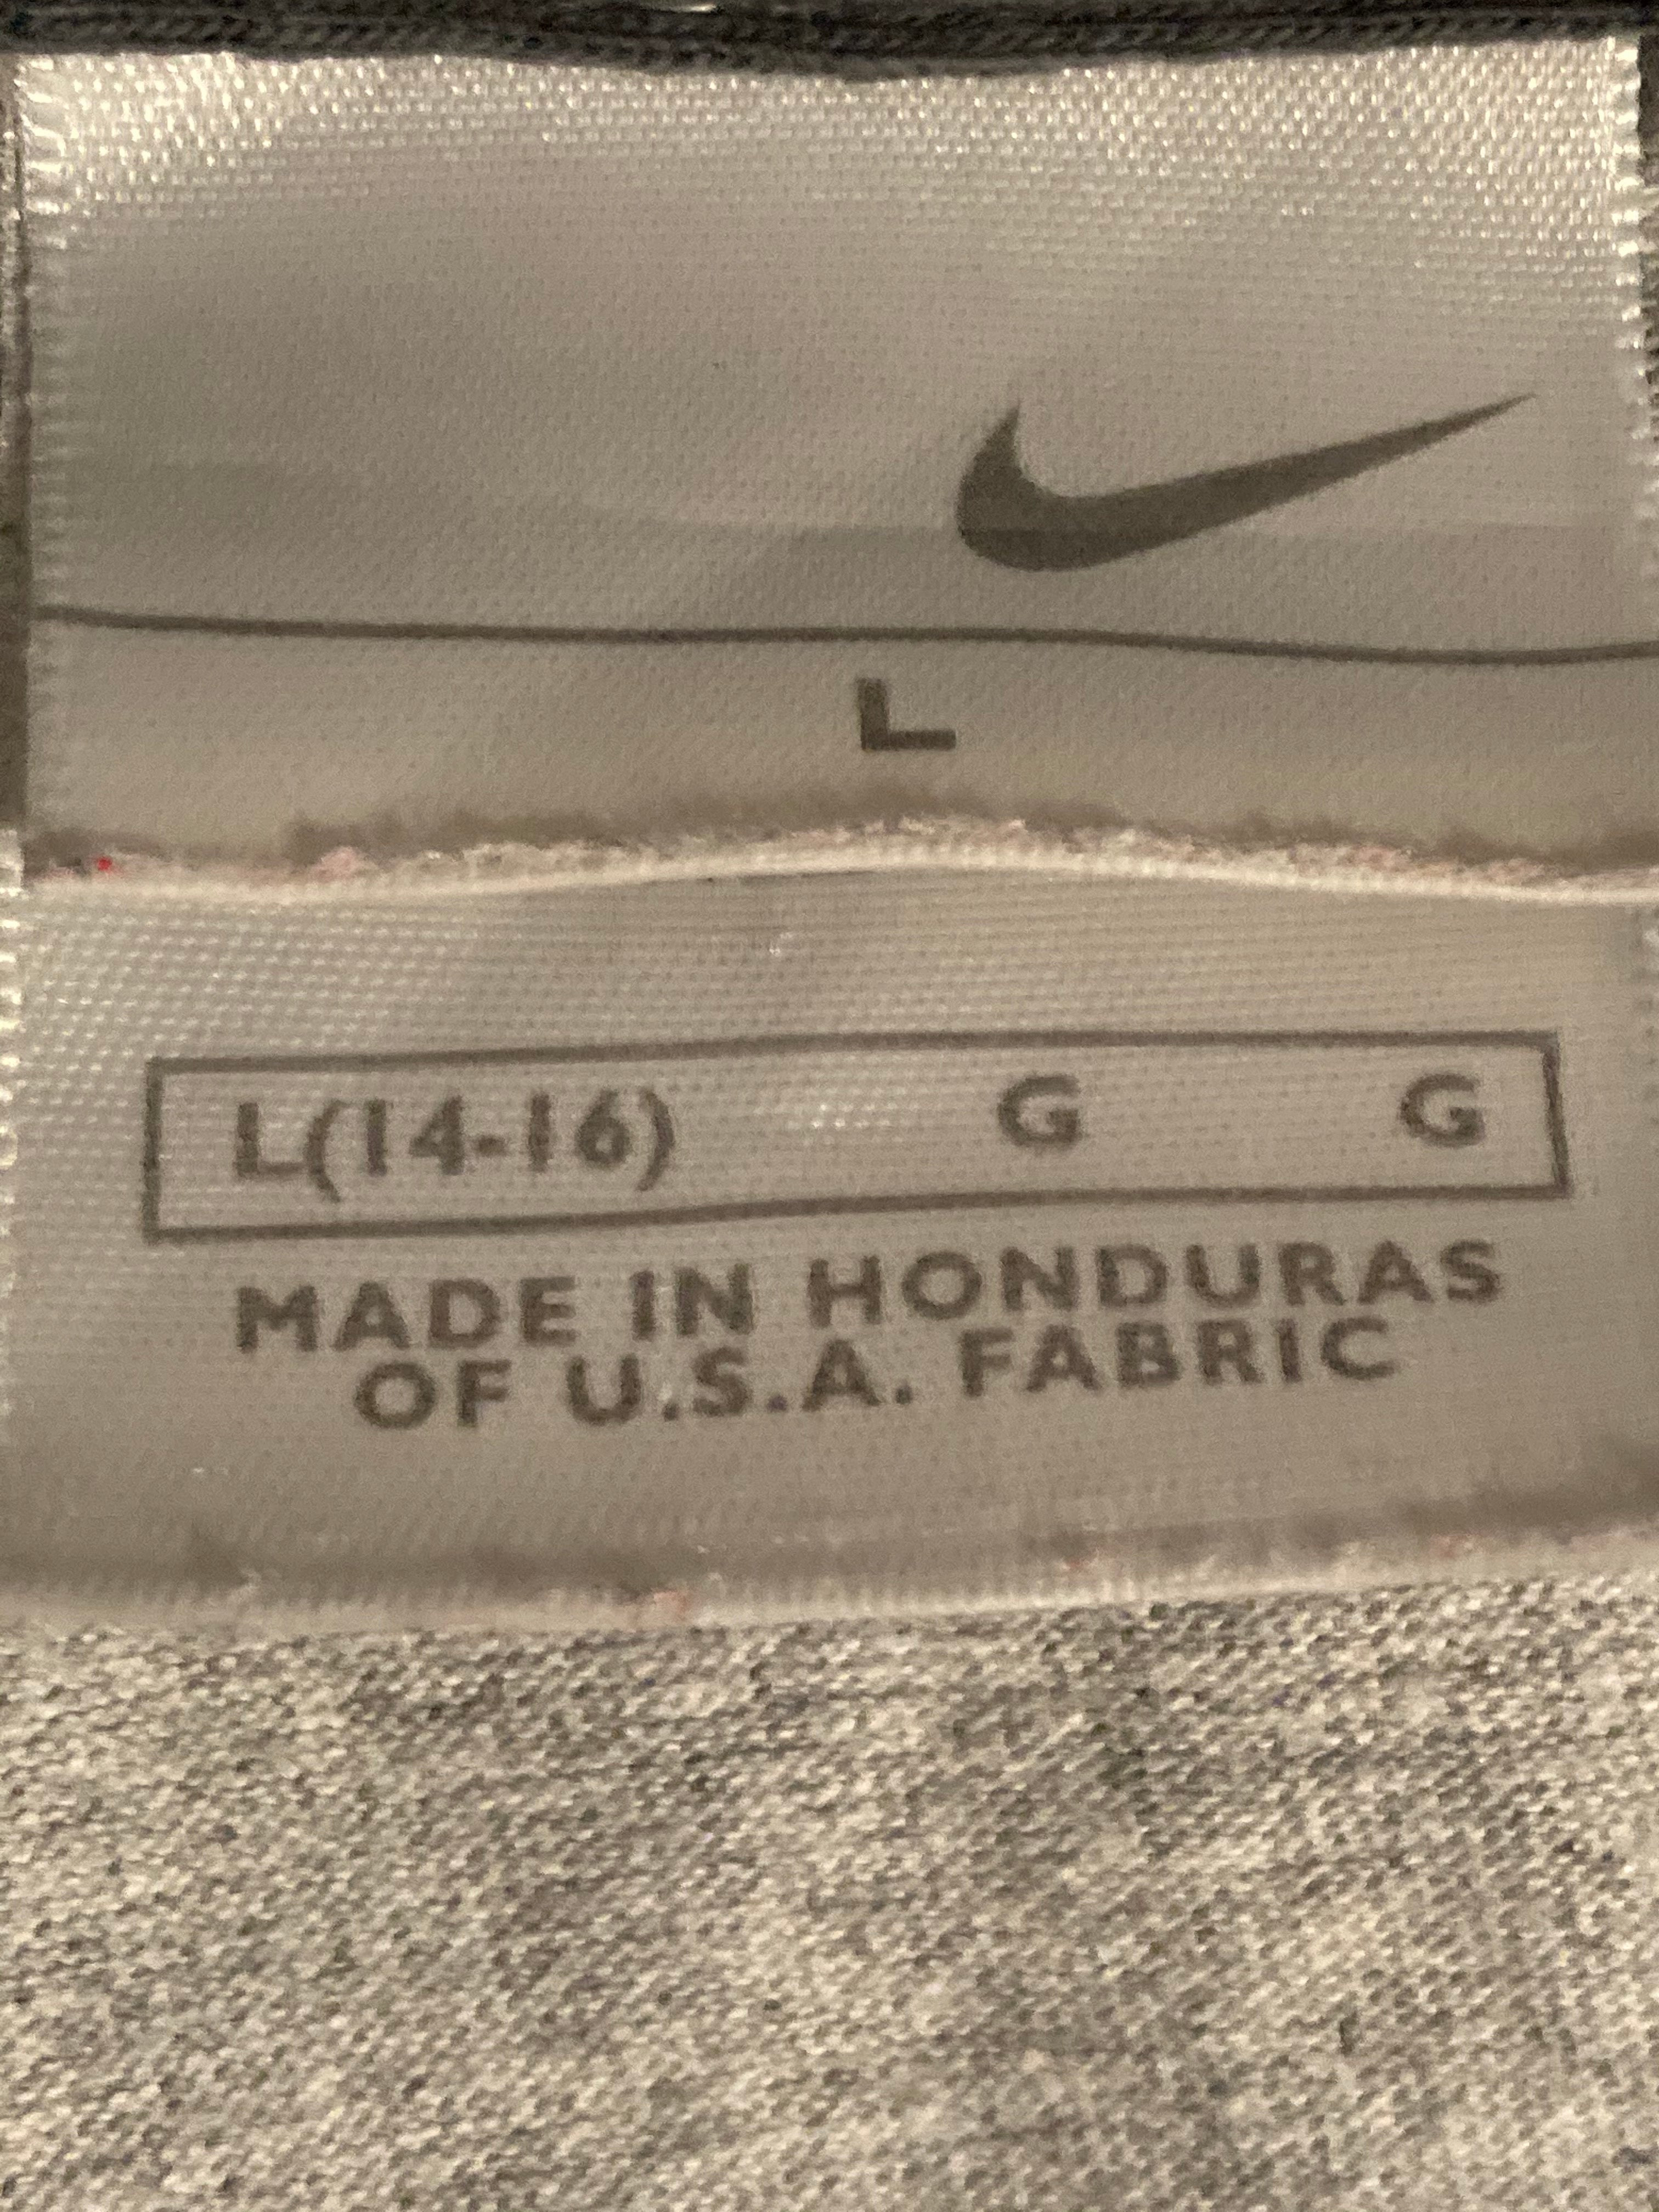 L
L(14-16) G G
MADE IN HONDURAS
OF U.S.A. FABRIC